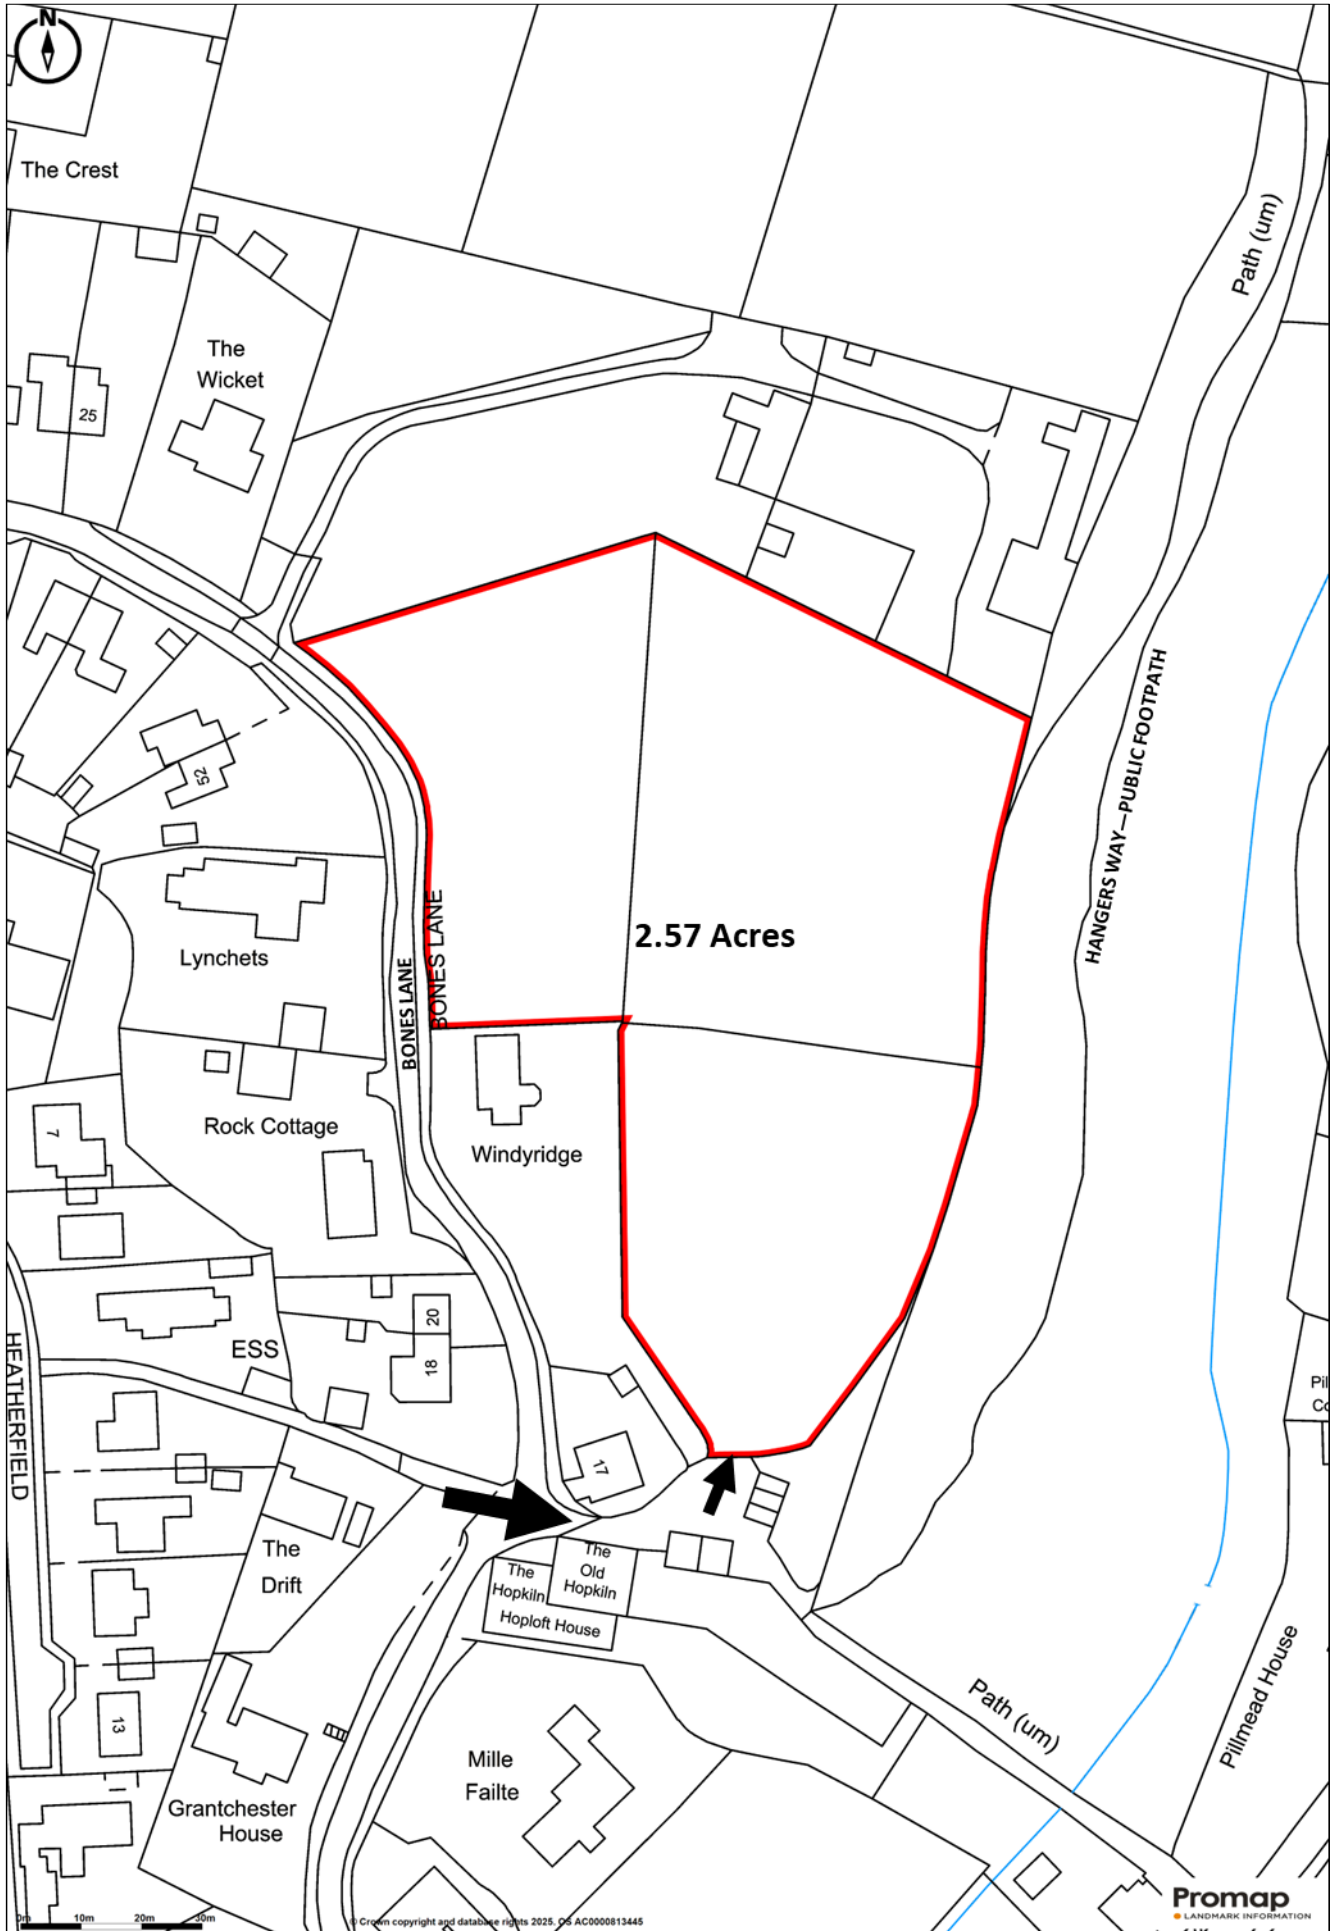 N
The Crest
Path (um)
The
Wicket
25
HANGERS WAY—PUBLIC FOOTPATH
52
BONES LANE
2.57 Acres
Lynchets
BONES LANE
Rock Cottage
7
Windyridge
20
ESS
18
HEATHERFIELD
Pil
Co
17
The
Drift
The
Old
Hopkiln
The
Hopkiln
Hoploft House
Pillmead House
Path (um)
13
Mille
Failte
Grantchester
House
Promap
LANDMARK INFORMATION
0m 10m 20m 30m
© Crown copyright and database rights 2025. OS AC0000813445